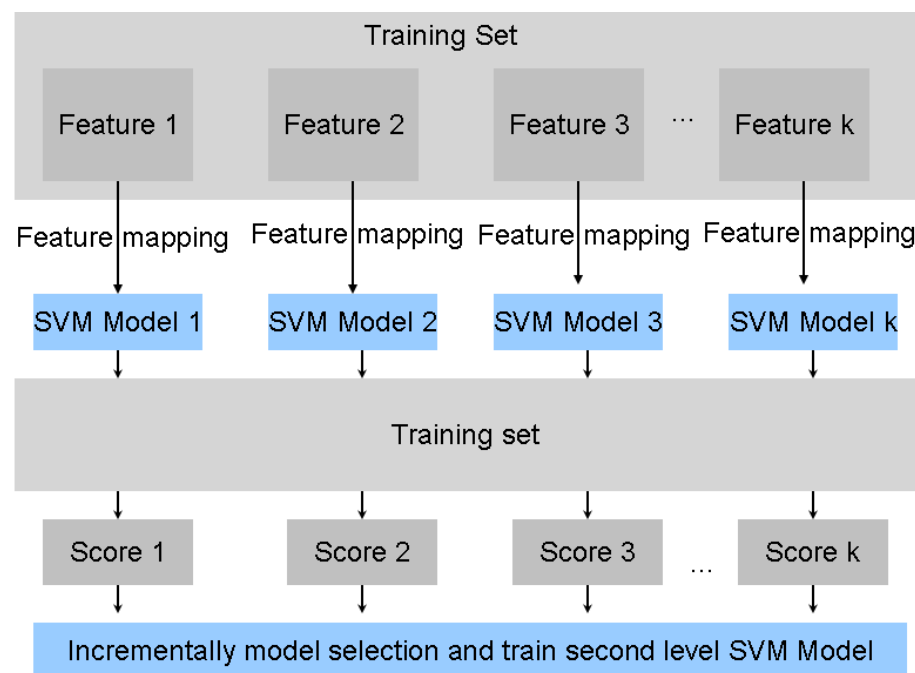 Training Set
Feature 1
Feature 2
Feature 3
...
Feature k
Feature mapping
Feature mapping
Feature mapping
Feature mapping
SVM Model 1
SVM Model 2
SVM Model 3
SVM Model k
Training set
Score 1
Score 2
Score 3
...
Score k
Incrementally model selection and train second level SVM Model